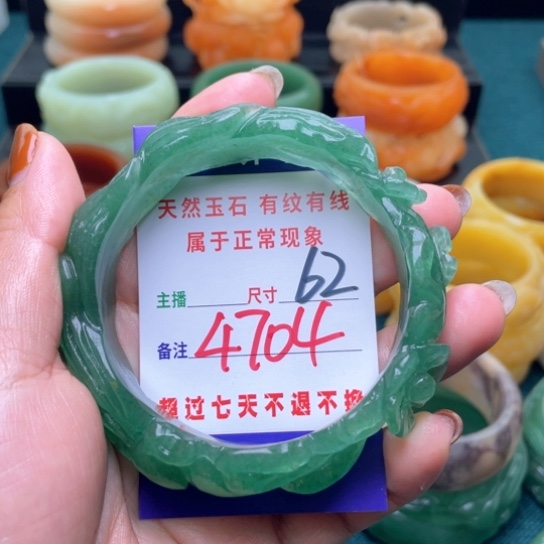 天然玉石 有纹有线
属于正常现象
主播 尺寸 62
备注 4704
超过七天不退不换